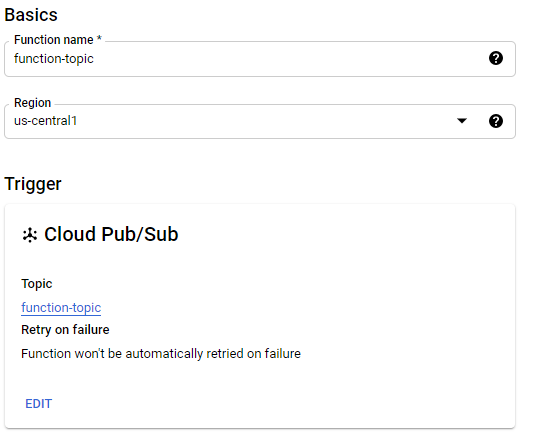 Basics
Function name *
function-topic
Region
us-central1
Trigger
Cloud Pub/Sub
Topic
function-topic
Retry on failure
Function won't be automatically retried on failure
EDIT